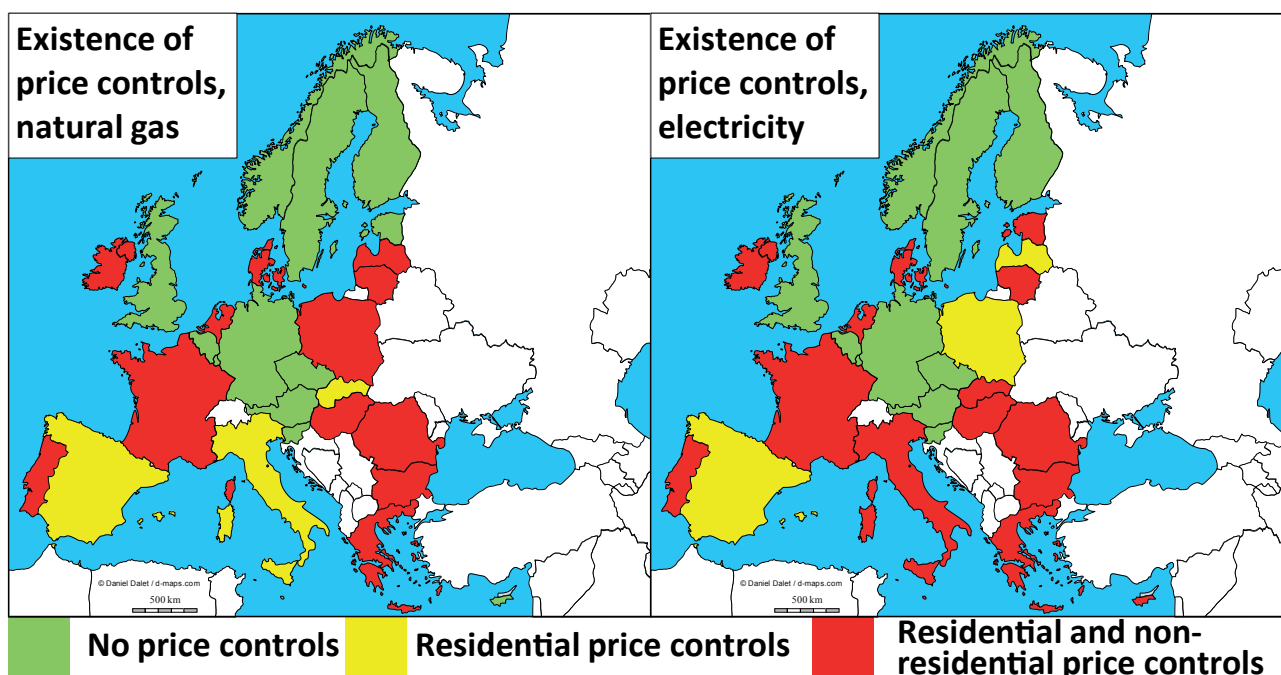 Existence of
price controls,
natural gas
© Daniel Dalet / d-maps.com
500 km
Existence of
price controls,
electricity
© Daniel Dalet / d-maps.com
500 km
No price controls
Residential price controls
Residential and non-
residential price controls